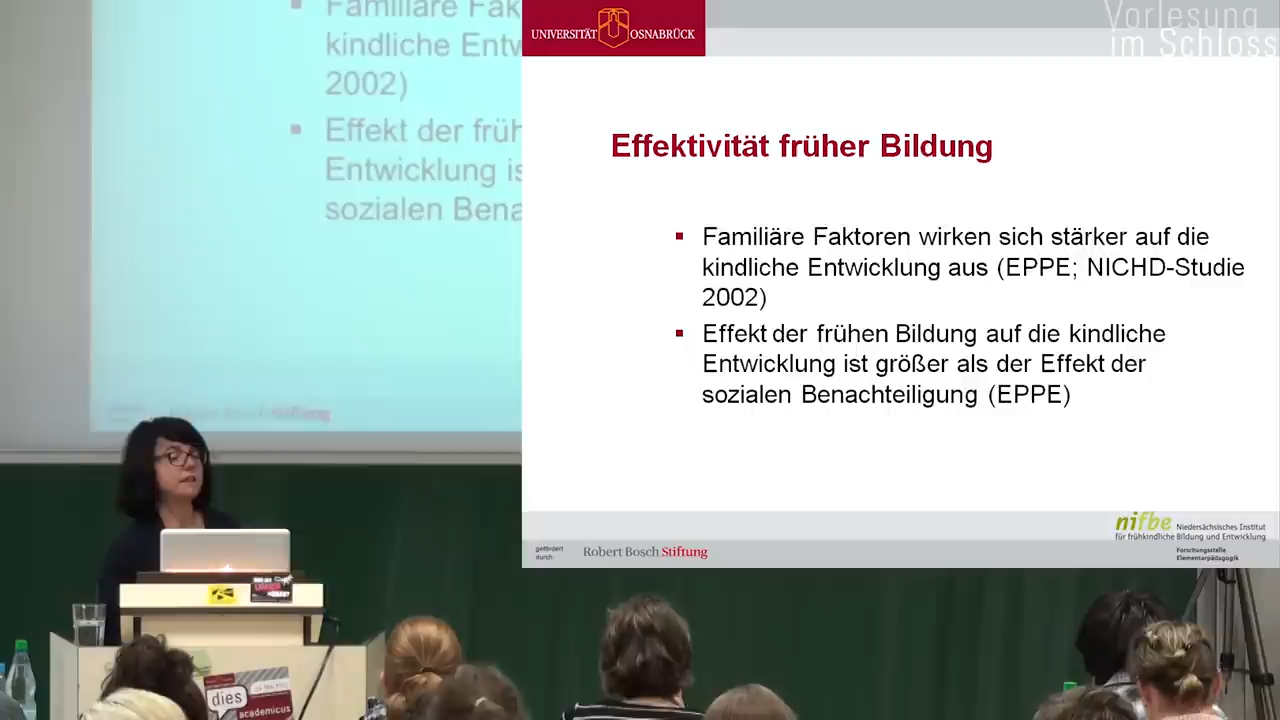 Familiäre Fak
kindliche Entw
2002)
Effekt der früh
Entwicklung is
sozialen Bena
Stiftung
UNIVERSITÄT OSNABRÜCK
Vorlesung
im Schloss
Effektivität früher Bildung
▪ Familiäre Faktoren wirken sich stärker auf die
kindliche Entwicklung aus (EPPE; NICHD-Studie
2002)
▪ Effekt der frühen Bildung auf die kindliche
Entwicklung ist größer als der Effekt der
sozialen Benachteiligung (EPPE)
gefördert
durch:
Robert Bosch Stiftung
nifbe Niedersächsisches Institut
für frühkindliche Bildung und Entwicklung
Forschungsstelle
Elementarpädagogik
dies
academicus